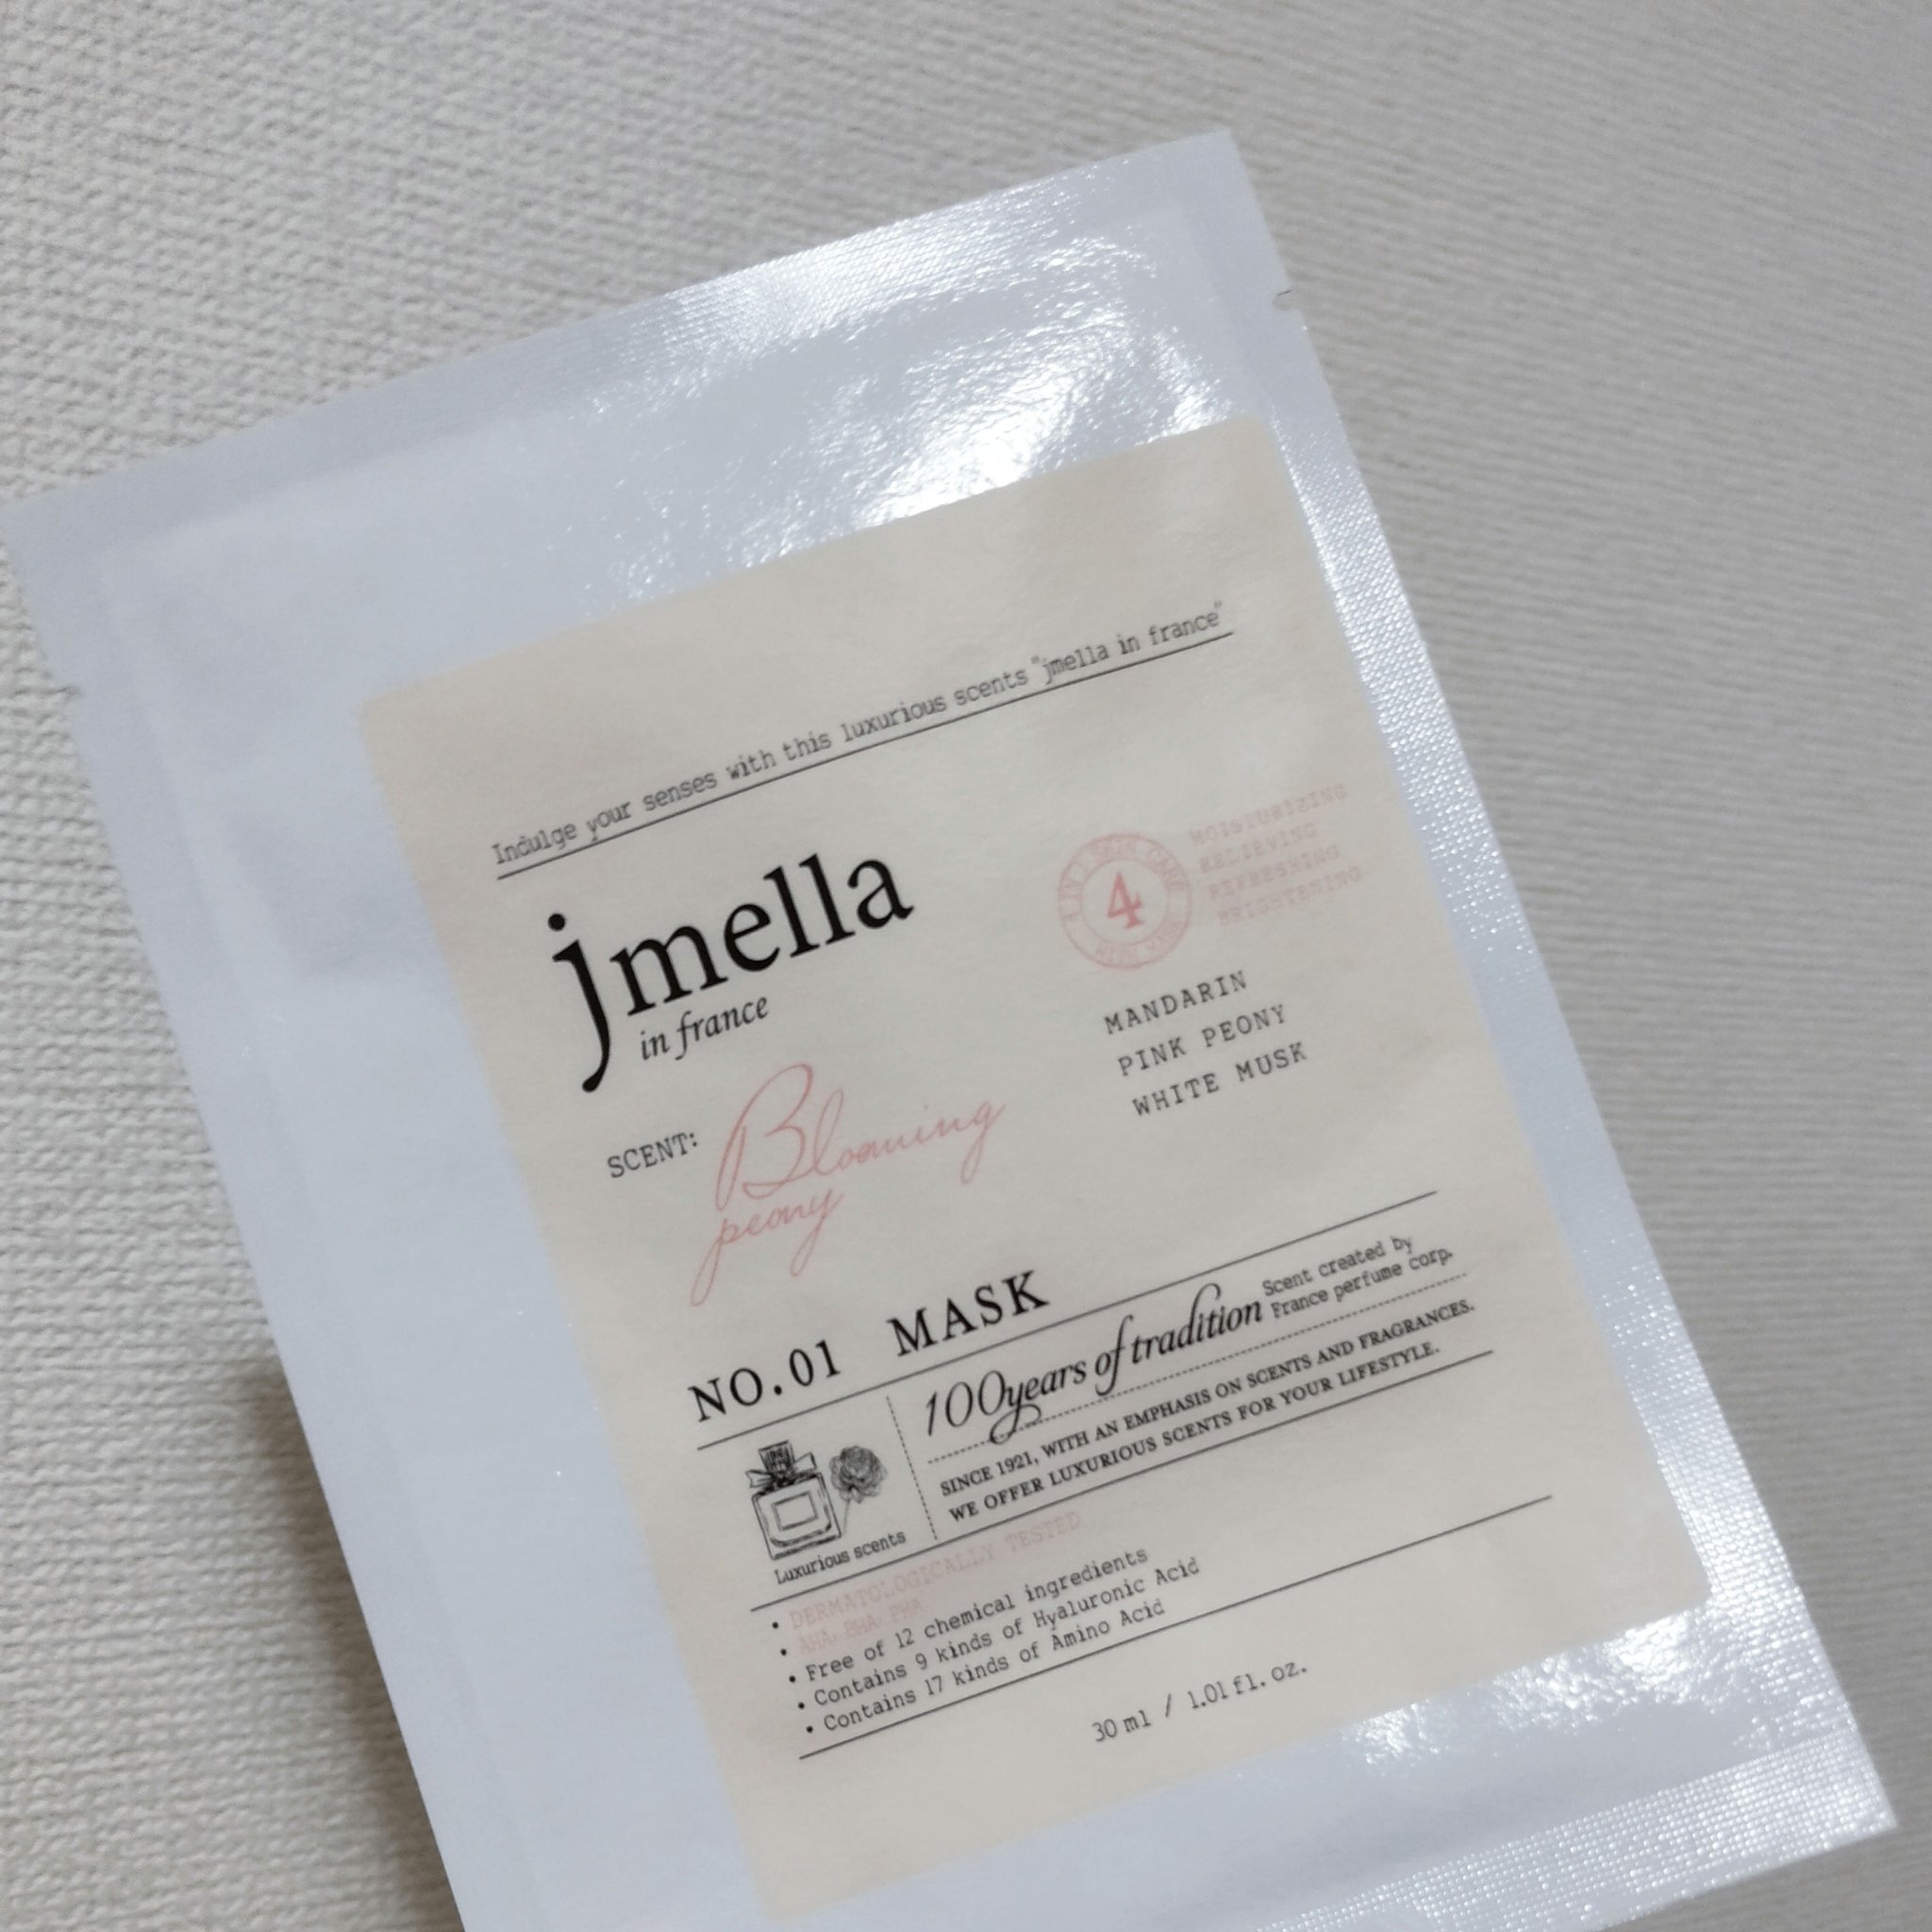 Indulge your senses with this luxurious scents "jmella in france"
jmella
in france
4
MOISTURIZING
RELIEVING
REFRESHING
BRIGHTENING
MANDARIN
PINK PEONY
WHITE MUSK
SCENT: Blooming
peony
NO.01 MASK
100years of tradition
Scent created by
France perfume corp.
SINCE 1921, WITH AN EMPHASIS ON SCENTS AND FRAGRANCES.
WE OFFER LUXURIOUS SCENTS FOR YOUR LIFESTYLE.
Luxurious scents
• DERMATOLOGICALLY TESTED
• AHA, BHA, PHA
• Free of 12 chemical ingredients
• Contains 9 kinds of Hyaluronic Acid
• Contains 17 kinds of Amino Acid
30 ml / 1.01 fl. oz.